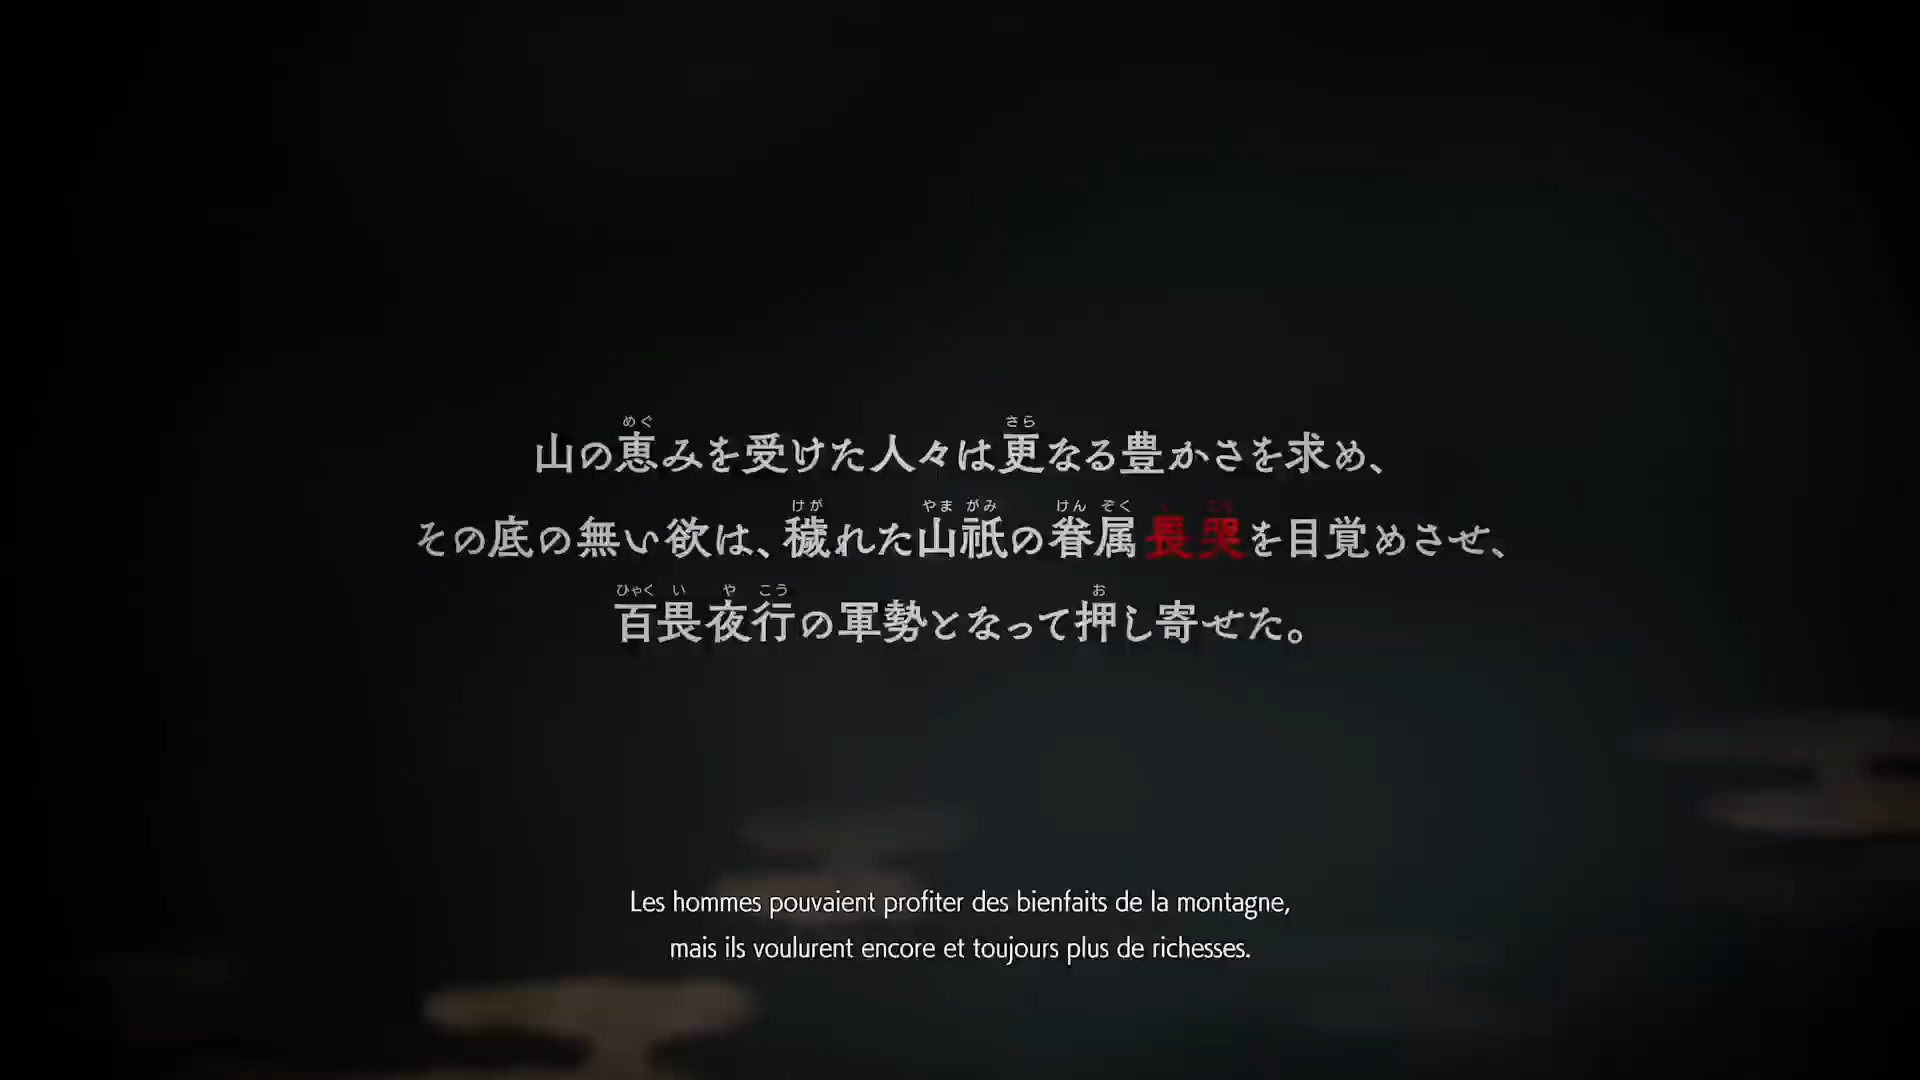 山の恵みを受けた人々は更なる豊かさを求め、
その底の無い欲は、穢れた山祇の眷属畏哭を目覚めさせ、
百畏夜行の軍勢となって押し寄せた。
Les hommes pouvaient profiter des bienfaits de la montagne,
mais ils voulurent encore et toujours plus de richesses.